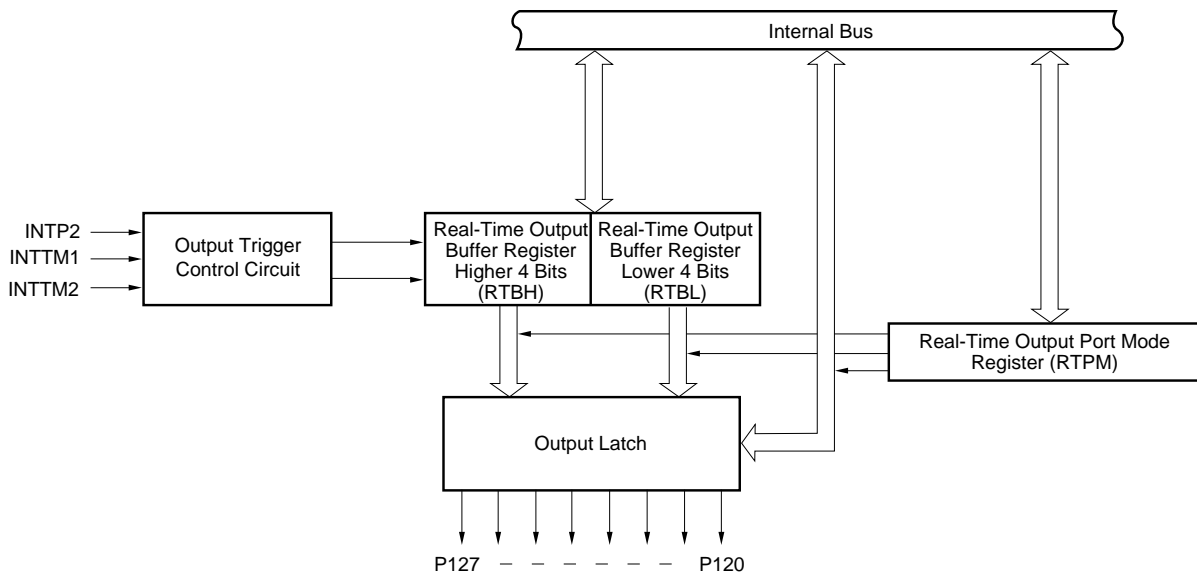 Internal Bus
INTP2
INTTM1
INTTM2
Output Trigger
Control Circuit
Real-Time Output
Buffer Register
Higher 4 Bits
(RTBH)
Real-Time Output
Buffer Register
Lower 4 Bits
(RTBL)
Real-Time Output Port Mode
Register (RTPM)
Output Latch
P127 – – – – – – P120